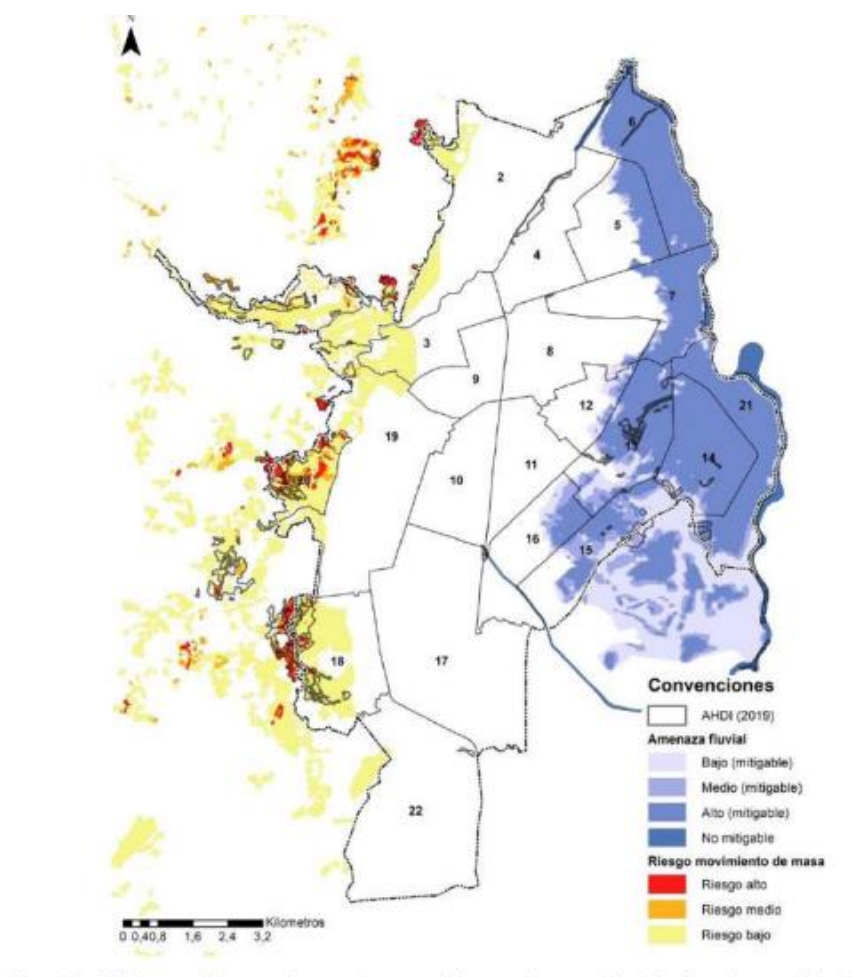 N
6
2
5
4
7
1
3
8
9
12
21
19
13
14
20
10
11
16
15
18
17
22
Convenciones
AHDI (2019)
Amenaza fluvial
Bajo (mitigable)
Medio (mitigable)
Alto (mitigable)
No mitigable
Riesgo movimiento de masa
Riesgo alto
Riesgo medio
Riesgo bajo
Kilometros
0 0,40,8 1,6 2,4 3,2